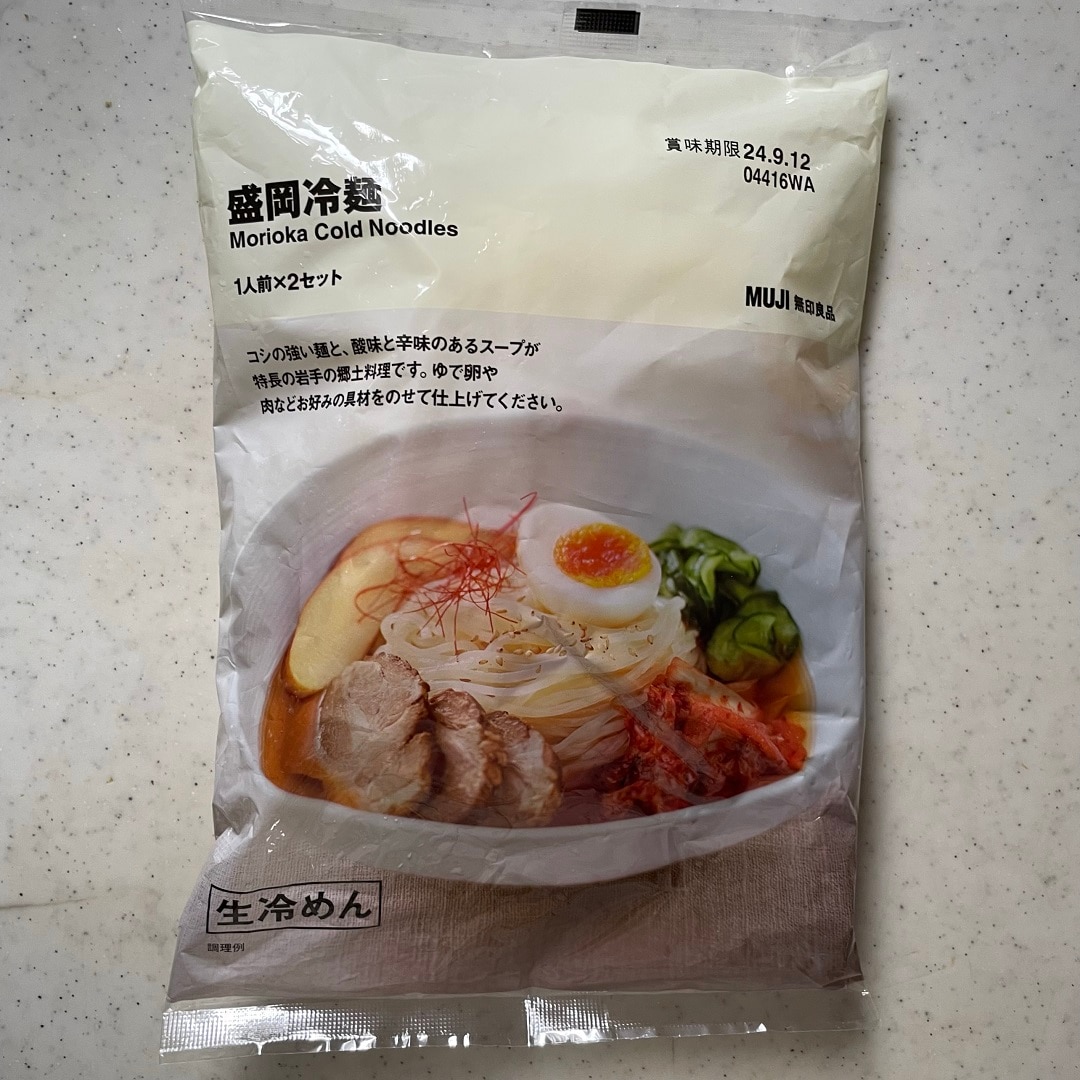 賞味期限24.9.12
04416WA
盛岡冷麺
Morioka Cold Noodles
1人前×2セット
MUJI 無印良品
コシの強い麺と、酸味と辛味のあるスープが
特長の岩手の郷土料理です。ゆで卵や
肉などお好みの具材をのせて仕上げてください。
生冷めん
調理例